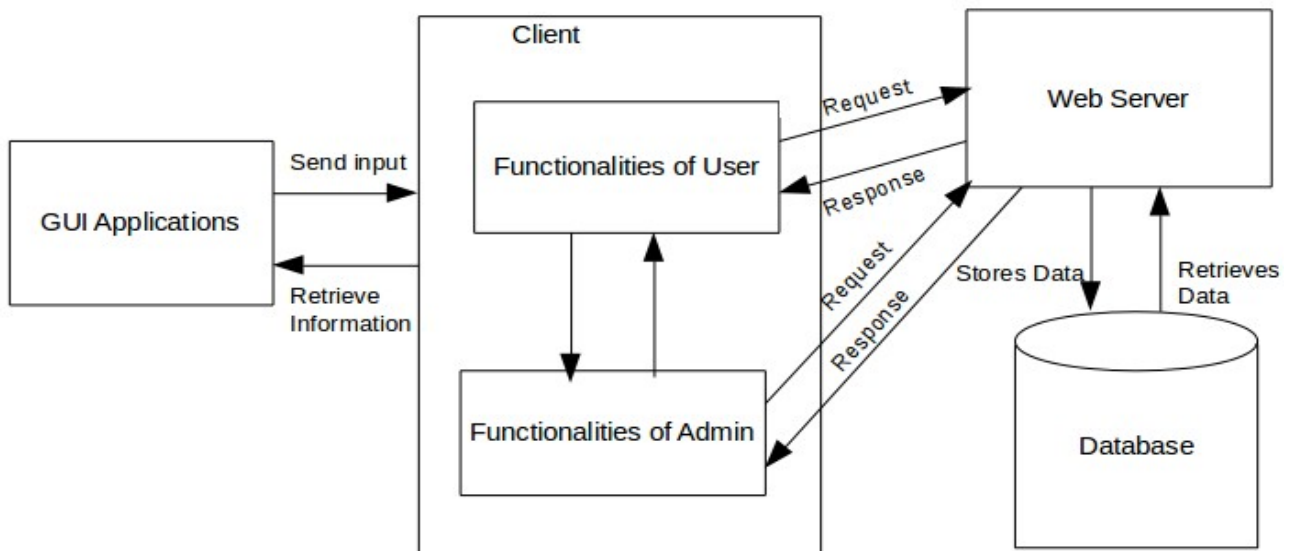 Client
Web Server
Request
Functionalities of User
Send input
Response
GUI Applications
Request
Stores Data
Retrieves
Data
Retrieve
Information
Response
Functionalities of Admin
Database